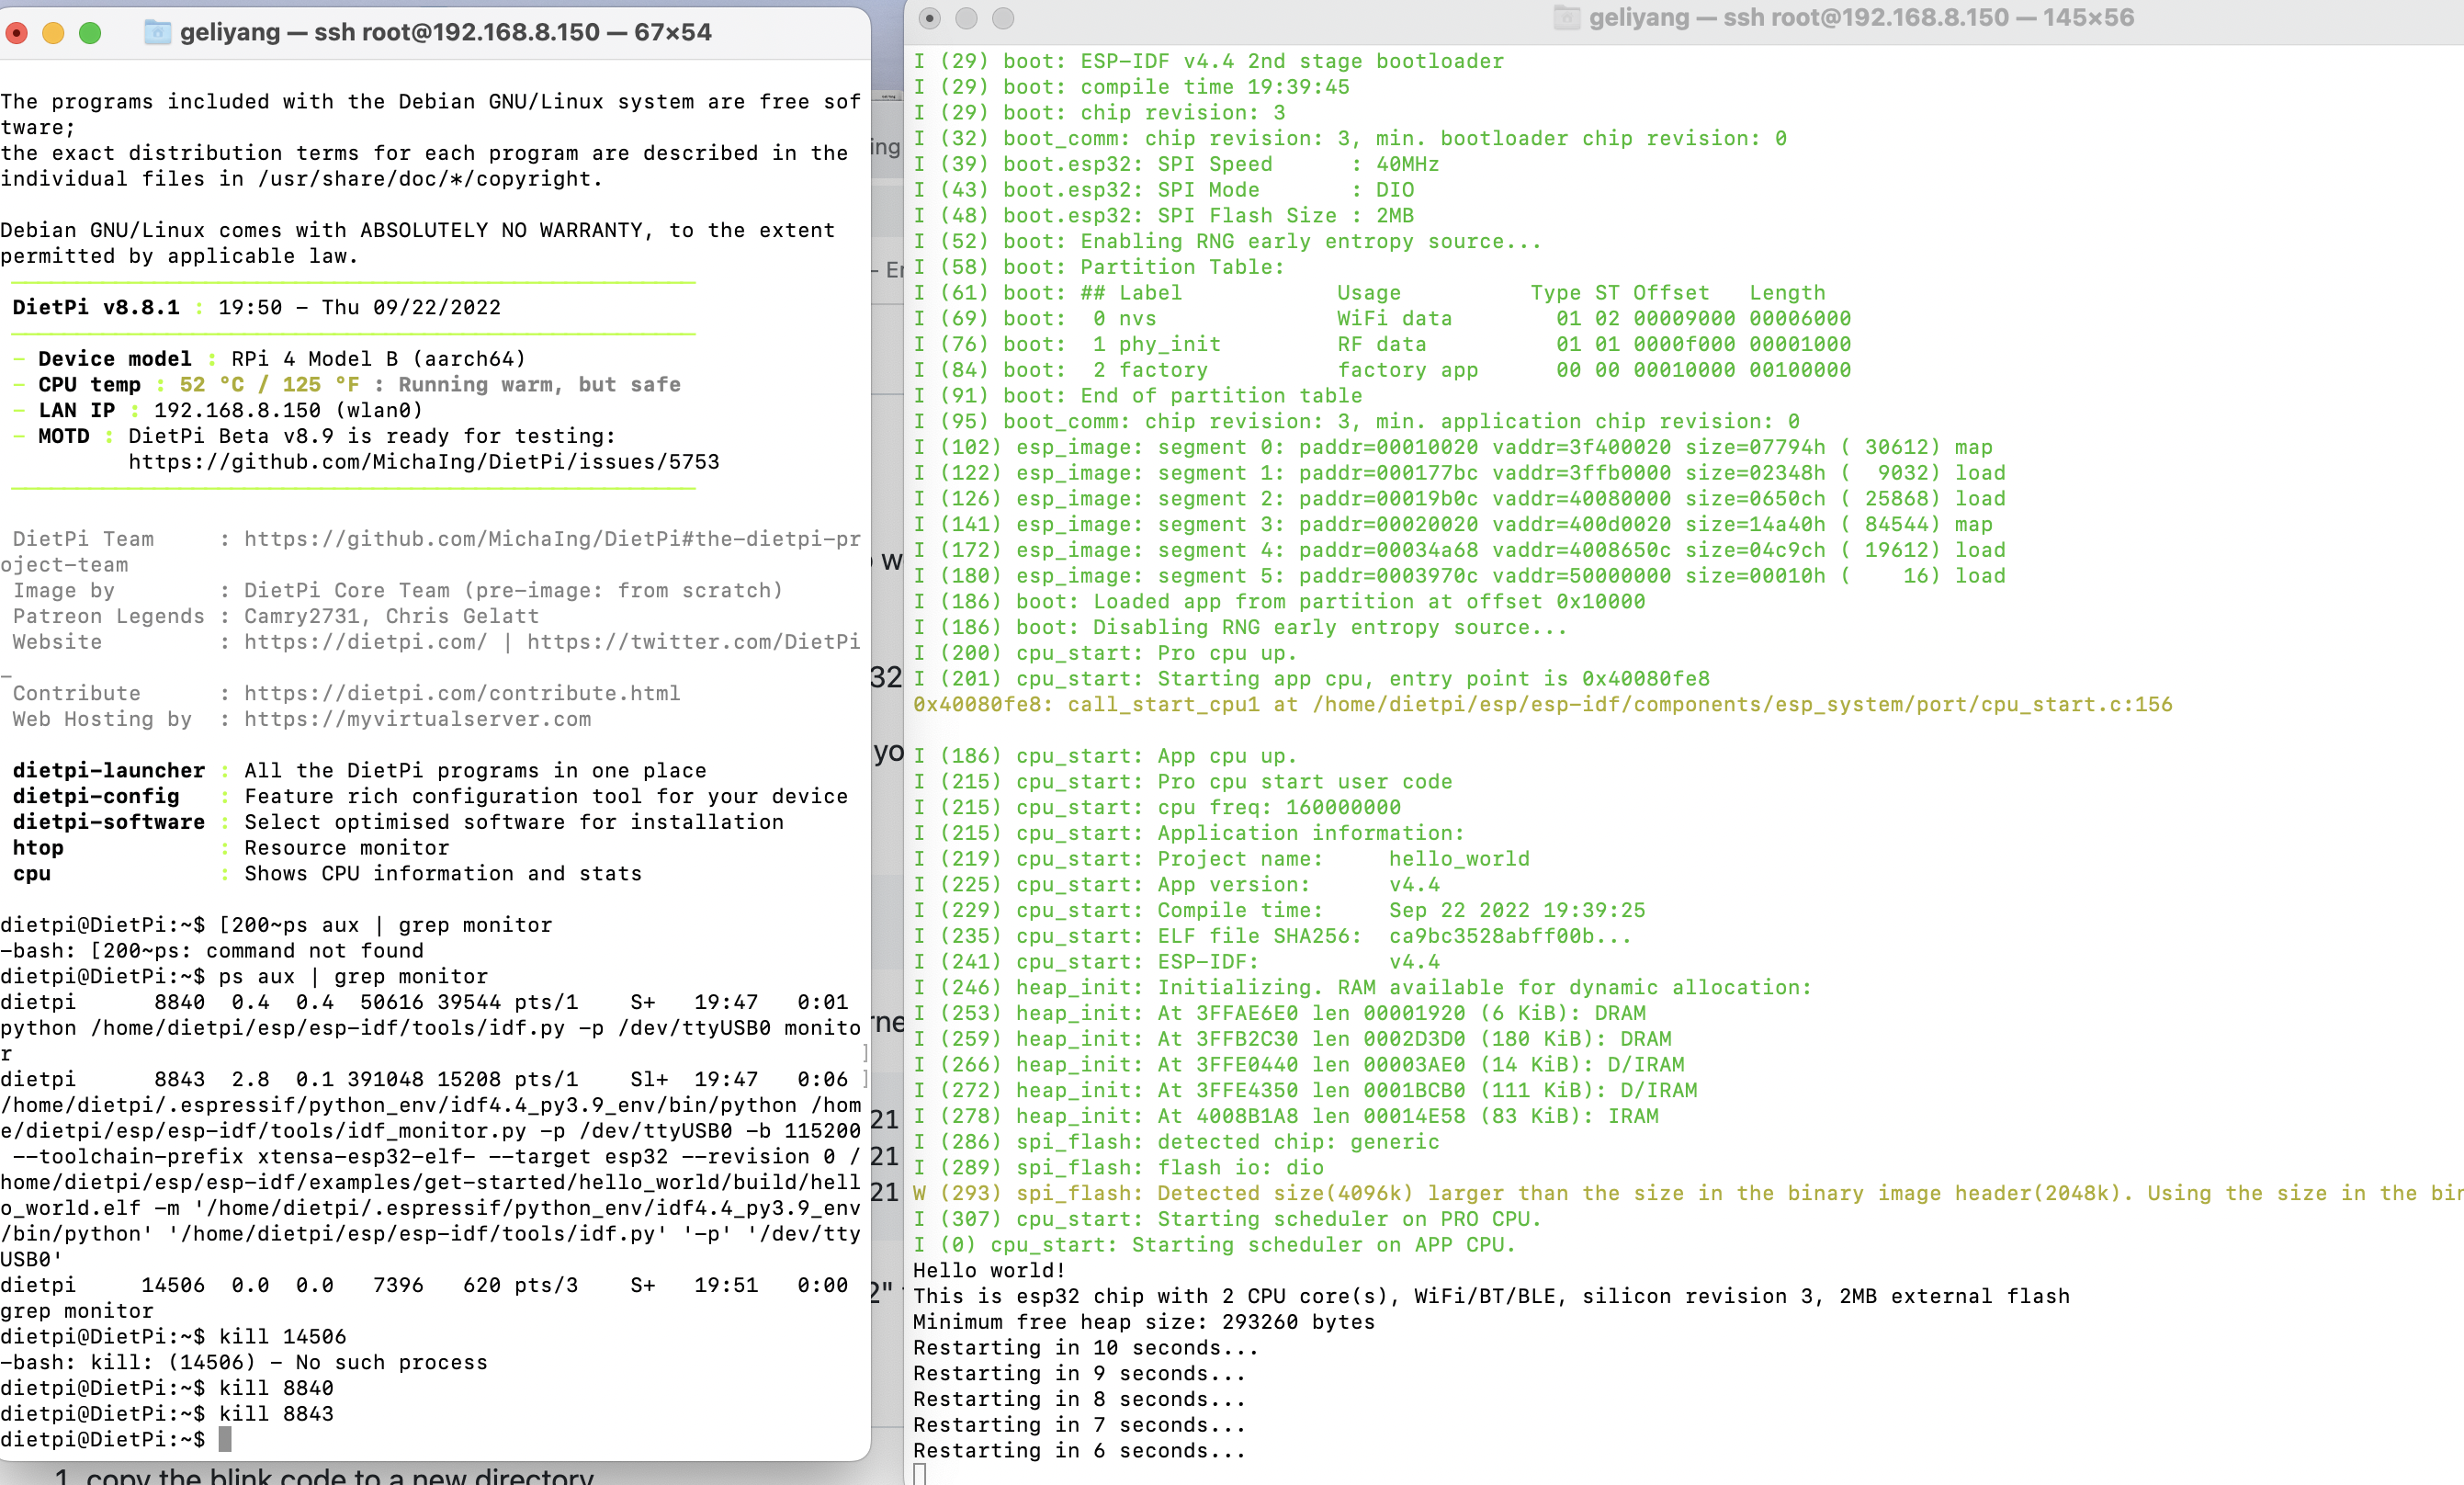 geliyang — ssh root@192.168.8.150 — 67×54
The programs included with the Debian GNU/Linux system are free sof
tware;
the exact distribution terms for each program are described in the
individual files in /usr/share/doc/*/copyright.
Debian GNU/Linux comes with ABSOLUTELY NO WARRANTY, to the extent
permitted by applicable law.
DietPi v8.8.1 : 19:50 - Thu 09/22/2022
- Device model : RPi 4 Model B (aarch64)
- CPU temp : 52 °C / 125 °F : Running warm, but safe
- LAN IP : 192.168.8.150 (wlan0)
- MOTD : DietPi Beta v8.9 is ready for testing:
https://github.com/MichaIng/DietPi/issues/5753
DietPi Team : https://github.com/MichaIng/DietPi#the-dietpi-pr
oject-team
Image by : DietPi Core Team (pre-image: from scratch)
Patreon Legends : Camry2731, Chris Gelatt
Website : https://dietpi.com/ | https://twitter.com/DietPi
_
Contribute : https://dietpi.com/contribute.html
Web Hosting by : https://myvirtualserver.com
dietpi-launcher : All the DietPi programs in one place
dietpi-config : Feature rich configuration tool for your device
dietpi-software : Select optimised software for installation
htop : Resource monitor
cpu : Shows CPU information and stats
dietpi@DietPi:~$ [200~ps aux | grep monitor
-bash: [200~ps: command not found
dietpi@DietPi:~$ ps aux | grep monitor
dietpi 8840 0.4 0.4 50616 39544 pts/1 S+ 19:47 0:01
python /home/dietpi/esp/esp-idf/tools/idf.py -p /dev/ttyUSB0 monito
r ]
dietpi 8843 2.8 0.1 391048 15208 pts/1 Sl+ 19:47 0:06 ]
/home/dietpi/.espressif/python_env/idf4.4_py3.9_env/bin/python /hom
e/dietpi/esp/esp-idf/tools/idf_monitor.py -p /dev/ttyUSB0 -b 115200
--toolchain-prefix xtensa-esp32-elf- --target esp32 --revision 0 /
home/dietpi/esp/esp-idf/examples/get-started/hello_world/build/hell
o_world.elf -m '/home/dietpi/.espressif/python_env/idf4.4_py3.9_env
/bin/python' '/home/dietpi/esp/esp-idf/tools/idf.py' '-p' '/dev/tty
USB0'
dietpi 14506 0.0 0.0 7396 620 pts/3 S+ 19:51 0:00
grep monitor
dietpi@DietPi:~$ kill 14506
-bash: kill: (14506) - No such process
dietpi@DietPi:~$ kill 8840
dietpi@DietPi:~$ kill 8843
dietpi@DietPi:~$
1. copy the blink code to a new directory
geliyang — ssh root@192.168.8.150 — 145×56
I (29) boot: ESP-IDF v4.4 2nd stage bootloader
I (29) boot: compile time 19:39:45
I (29) boot: chip revision: 3
I (32) boot_comm: chip revision: 3, min. bootloader chip revision: 0
I (39) boot.esp32: SPI Speed : 40MHz
I (43) boot.esp32: SPI Mode : DIO
I (48) boot.esp32: SPI Flash Size : 2MB
I (52) boot: Enabling RNG early entropy source...
I (58) boot: Partition Table:
I (61) boot: ## Label Usage Type ST Offset Length
I (69) boot: 0 nvs WiFi data 01 02 00009000 00006000
I (76) boot: 1 phy_init RF data 01 01 0000f000 00001000
I (84) boot: 2 factory factory app 00 00 00010000 00100000
I (91) boot: End of partition table
I (95) boot_comm: chip revision: 3, min. application chip revision: 0
I (102) esp_image: segment 0: paddr=00010020 vaddr=3f400020 size=07794h ( 30612) map
I (122) esp_image: segment 1: paddr=000177bc vaddr=3ffb0000 size=02348h ( 9032) load
I (126) esp_image: segment 2: paddr=00019b0c vaddr=40080000 size=0650ch ( 25868) load
I (141) esp_image: segment 3: paddr=00020020 vaddr=400d0020 size=14a40h ( 84544) map
I (172) esp_image: segment 4: paddr=00034a68 vaddr=4008650c size=04c9ch ( 19612) load
I (180) esp_image: segment 5: paddr=0003970c vaddr=50000000 size=00010h ( 16) load
I (186) boot: Loaded app from partition at offset 0x10000
I (186) boot: Disabling RNG early entropy source...
I (200) cpu_start: Pro cpu up.
I (201) cpu_start: Starting app cpu, entry point is 0x40080fe8
0x40080fe8: call_start_cpu1 at /home/dietpi/esp/esp-idf/components/esp_system/port/cpu_start.c:156
I (186) cpu_start: App cpu up.
I (215) cpu_start: Pro cpu start user code
I (215) cpu_start: cpu freq: 160000000
I (215) cpu_start: Application information:
I (219) cpu_start: Project name: hello_world
I (225) cpu_start: App version: v4.4
I (229) cpu_start: Compile time: Sep 22 2022 19:39:25
I (235) cpu_start: ELF file SHA256: ca9bc3528abff00b...
I (241) cpu_start: ESP-IDF: v4.4
I (246) heap_init: Initializing. RAM available for dynamic allocation:
I (253) heap_init: At 3FFAE6E0 len 00001920 (6 KiB): DRAM
I (259) heap_init: At 3FFB2C30 len 0002D3D0 (180 KiB): DRAM
I (266) heap_init: At 3FFE0440 len 00003AE0 (14 KiB): D/IRAM
I (272) heap_init: At 3FFE4350 len 0001BCB0 (111 KiB): D/IRAM
I (278) heap_init: At 4008B1A8 len 00014E58 (83 KiB): IRAM
I (286) spi_flash: detected chip: generic
I (289) spi_flash: flash io: dio
W (293) spi_flash: Detected size(4096k) larger than the size in the binary image header(2048k). Using the size in the bin
I (307) cpu_start: Starting scheduler on PRO CPU.
I (0) cpu_start: Starting scheduler on APP CPU.
Hello world!
This is esp32 chip with 2 CPU core(s), WiFi/BT/BLE, silicon revision 3, 2MB external flash
Minimum free heap size: 293260 bytes
Restarting in 10 seconds...
Restarting in 9 seconds...
Restarting in 8 seconds...
Restarting in 7 seconds...
Restarting in 6 seconds...